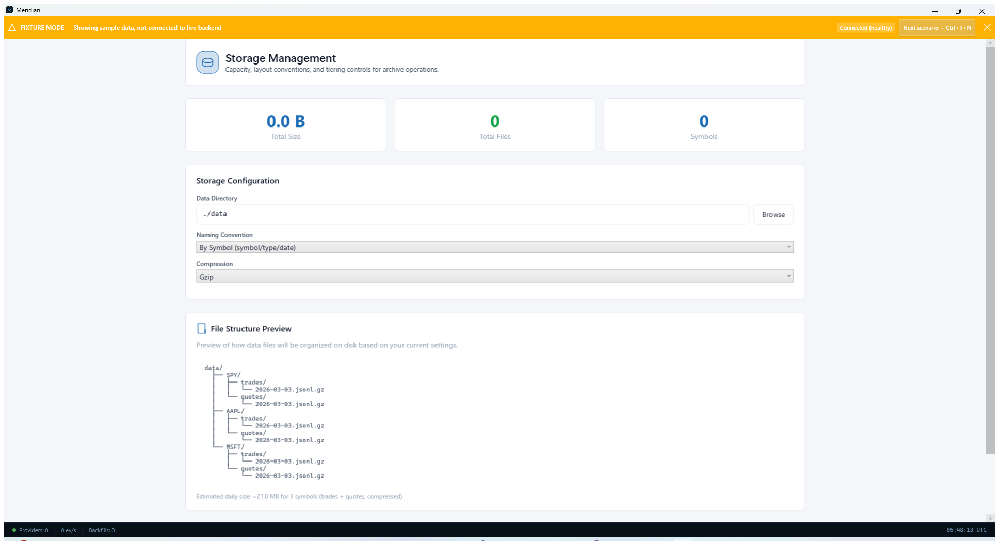 Meridian
FIXTURE MODE — Showing sample data, not connected to live backend
Connected (healthy)
Next scenario · Ctrl+⇧+N
Storage Management
Capacity, layout conventions, and tiering controls for archive operations.
0.0 B
Total Size
0
Total Files
0
Symbols
Storage Configuration
Data Directory
./data
Browse
Naming Convention
By Symbol (symbol/type/date)
Compression
Gzip
File Structure Preview
Preview of how data files will be organized on disk based on your current settings.
data/
├── SPY/
│   ├── trades/
│   │   └── 2026-03-03.jsonl.gz
│   └── quotes/
│       └── 2026-03-03.jsonl.gz
├── AAPL/
│   ├── trades/
│   │   └── 2026-03-03.jsonl.gz
│   └── quotes/
│       └── 2026-03-03.jsonl.gz
└── MSFT/
    ├── trades/
    │   └── 2026-03-03.jsonl.gz
    └── quotes/
        └── 2026-03-03.jsonl.gz
Estimated daily size: ~21.0 MB for 3 symbols (trades + quotes, compressed)
Providers: 0
0 ev/s
Backfills: 0
05:48:13 UTC